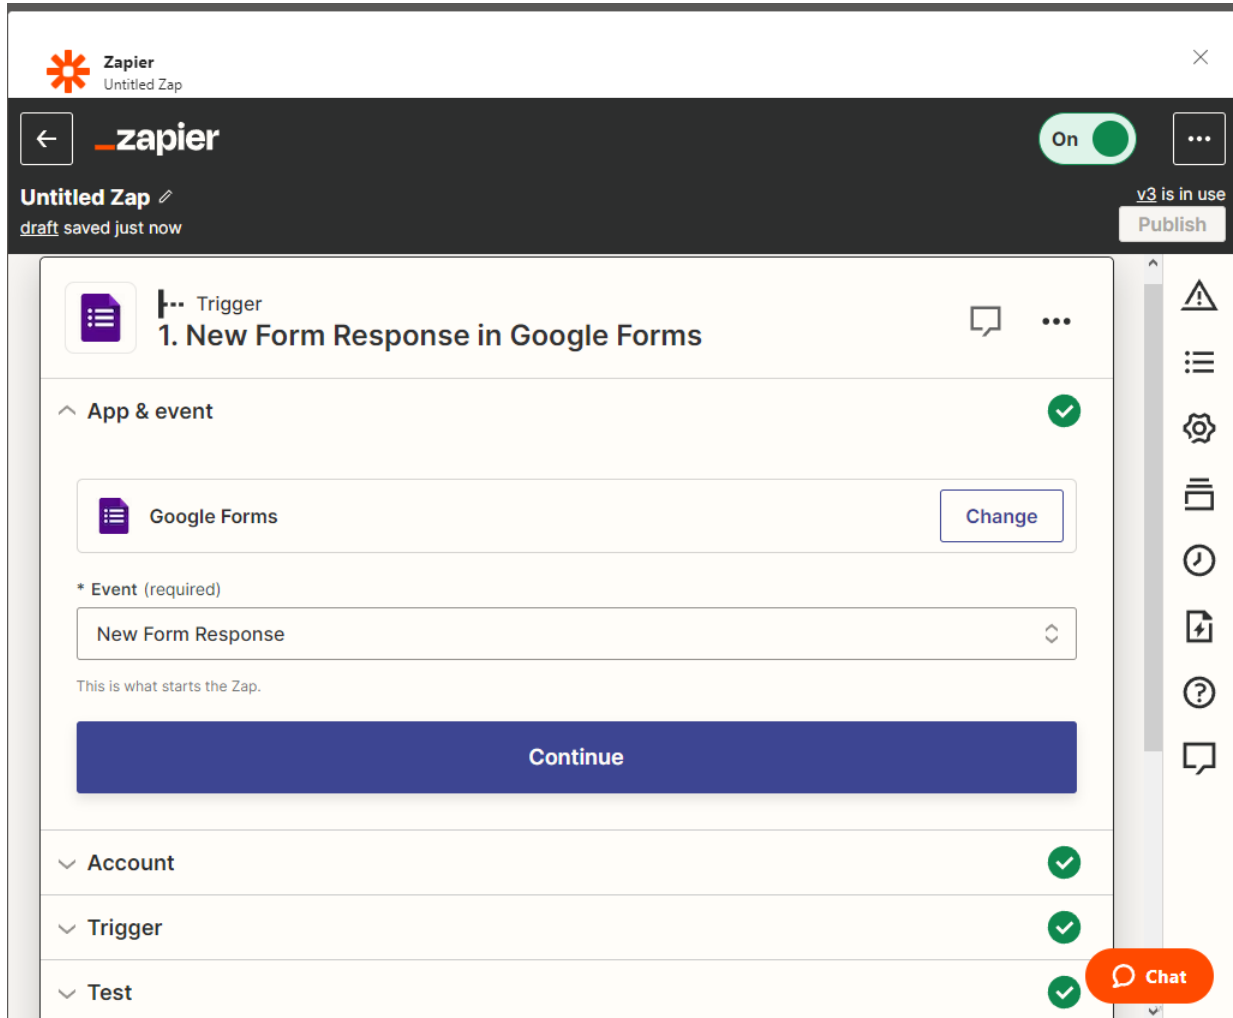 Zapier
Untitled Zap
zapier
On
Untitled Zap
v3 is in use
draft saved just now
Publish
Trigger
1. New Form Response in Google Forms
App & event
Google Forms
Change
* Event (required)
New Form Response
This is what starts the Zap.
Continue
Account
Trigger
Test
Chat